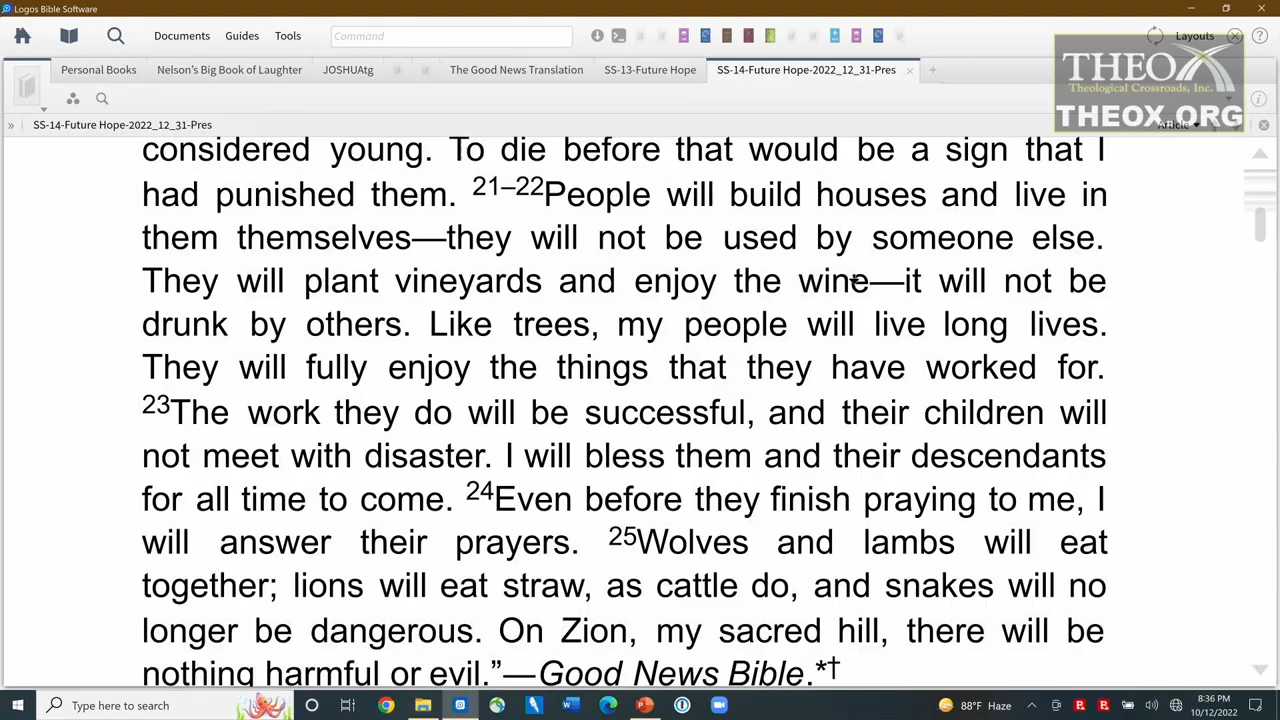 Logos Bible Software
Documents Guides Tools Command Layouts
Personal Books Nelson's Big Book of Laughter JOSHUAtg The Good News Translation SS-13-Future Hope SS-14-Future Hope-2022_12_31-Pres
THEOX
Theological Crossroads, Inc.
THEOX.ORG
SS-14-Future Hope-2022_12_31-Pres Article
considered young. To die before that would be a sign that I
had punished them. 21–22People will build houses and live in
them themselves—they will not be used by someone else.
They will plant vineyards and enjoy the wine—it will not be
drunk by others. Like trees, my people will live long lives.
They will fully enjoy the things that they have worked for.
23The work they do will be successful, and their children will
not meet with disaster. I will bless them and their descendants
for all time to come. 24Even before they finish praying to me, I
will answer their prayers. 25Wolves and lambs will eat
together; lions will eat straw, as cattle do, and snakes will no
longer be dangerous. On Zion, my sacred hill, there will be
nothing harmful or evil.”—Good News Bible.*†
Type here to search
88°F Haze
8:36 PM
10/12/2022